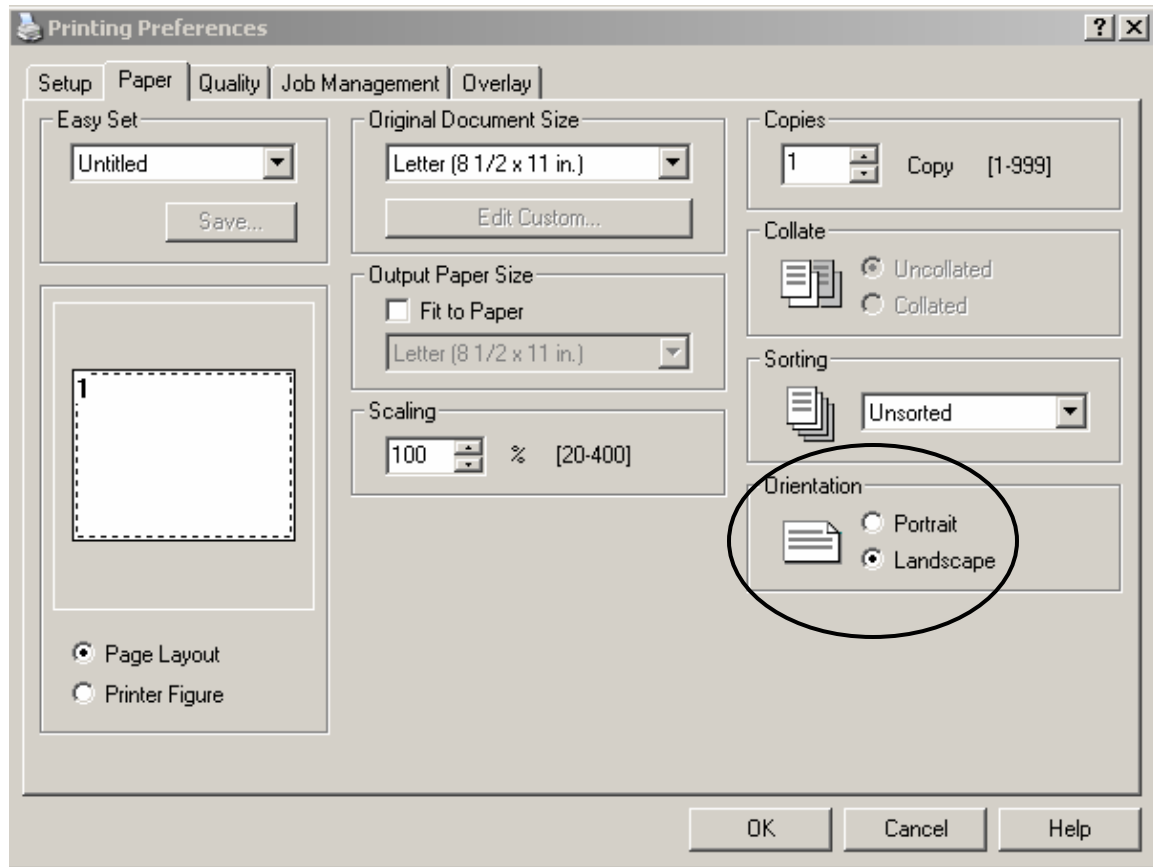 Printing Preferences
Setup Paper Quality Job Management Overlay
Easy Set
Untitled
Save...
1
Page Layout
Printer Figure
Original Document Size
Letter (8 1/2 x 11 in.)
Edit Custom...
Output Paper Size
Fit to Paper
Letter (8 1/2 x 11 in.)
Scaling
100 % [20-400]
Copies
1 Copy [1-999]
Collate
Uncollated
Collated
Sorting
Unsorted
Orientation
Portrait
Landscape
OK Cancel Help